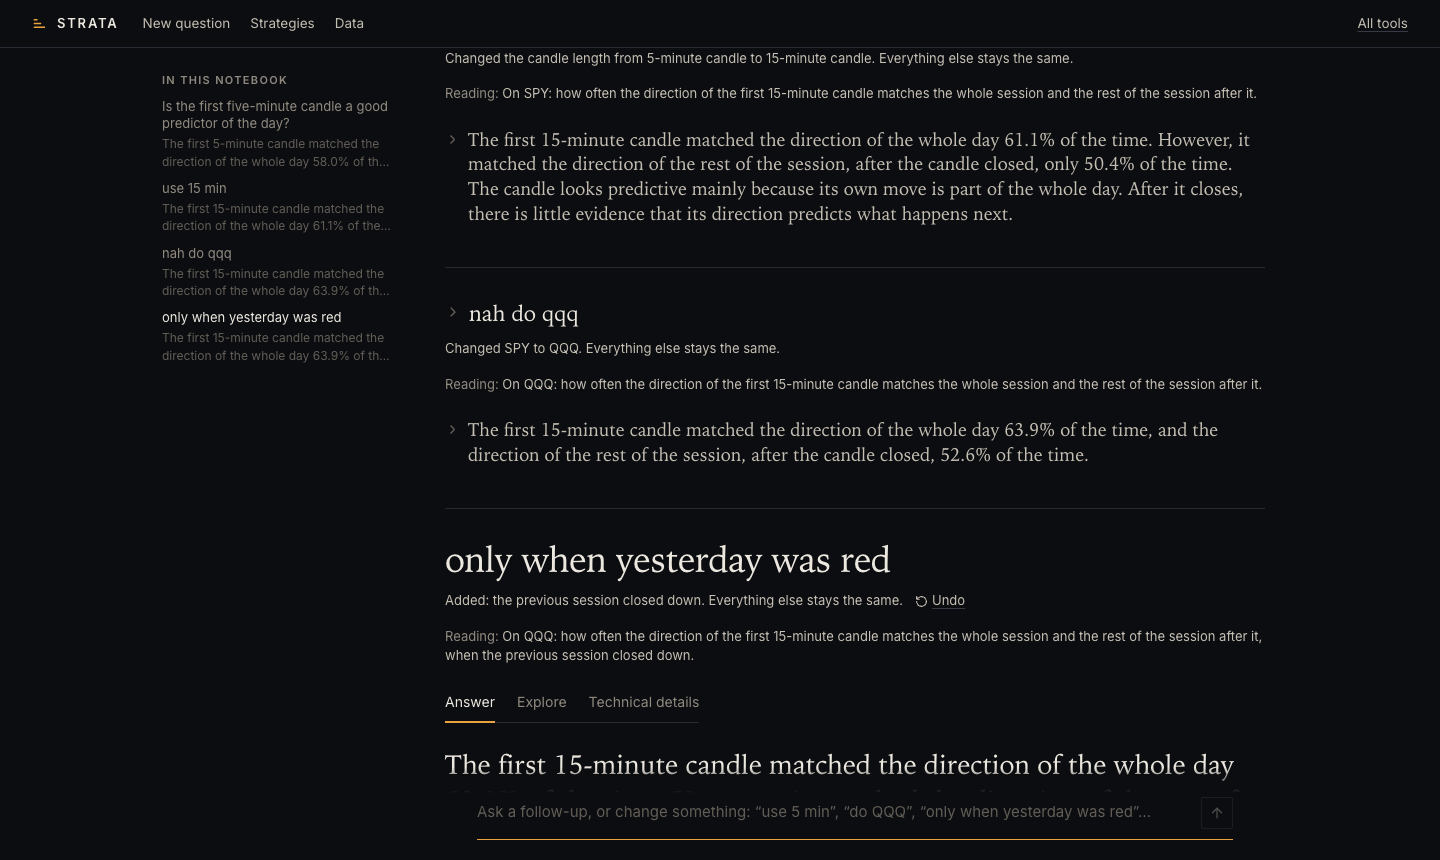 STRATA New question Strategies Data All tools
IN THIS NOTEBOOK
Is the first five-minute candle a good
predictor of the day?
The first 5-minute candle matched the
direction of the whole day 58.0% of th…
use 15 min
The first 15-minute candle matched the
direction of the whole day 61.1% of the…
nah do qqq
The first 15-minute candle matched the
direction of the whole day 63.9% of th…
only when yesterday was red
The first 15-minute candle matched the
direction of the whole day 63.9% of th…
Changed the candle length from 5-minute candle to 15-minute candle. Everything else stays the same.
Reading: On SPY: how often the direction of the first 15-minute candle matches the whole session and the rest of the session after it.
The first 15-minute candle matched the direction of the whole day 61.1% of the time. However, it
matched the direction of the rest of the session, after the candle closed, only 50.4% of the time.
The candle looks predictive mainly because its own move is part of the whole day. After it closes,
there is little evidence that its direction predicts what happens next.
nah do qqq
Changed SPY to QQQ. Everything else stays the same.
Reading: On QQQ: how often the direction of the first 15-minute candle matches the whole session and the rest of the session after it.
The first 15-minute candle matched the direction of the whole day 63.9% of the time, and the
direction of the rest of the session, after the candle closed, 52.6% of the time.
only when yesterday was red
Added: the previous session closed down. Everything else stays the same. Undo
Reading: On QQQ: how often the direction of the first 15-minute candle matches the whole session and the rest of the session after it,
when the previous session closed down.
Answer Explore Technical details
The first 15-minute candle matched the direction of the whole day
Ask a follow-up, or change something: “use 5 min”, “do QQQ”, “only when yesterday was red”…